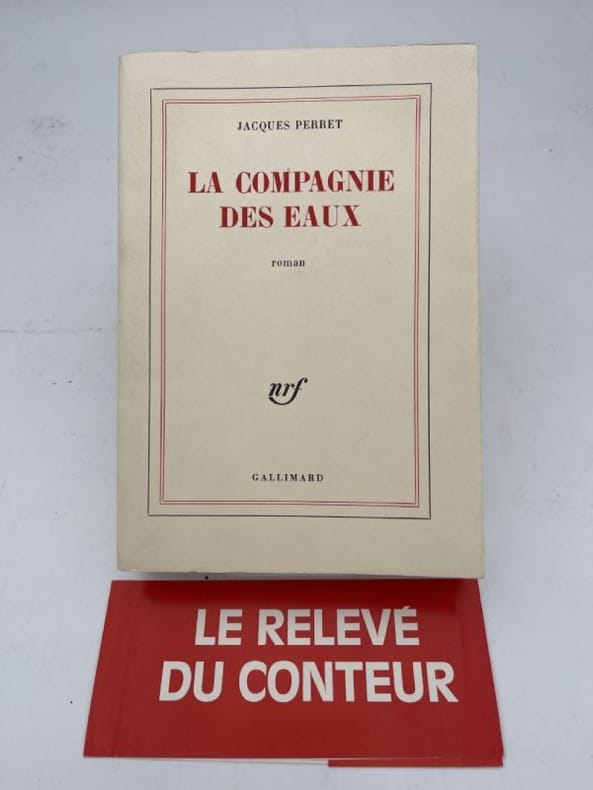 JACQUES PERRET
LA COMPAGNIE
DES EAUX
roman
nrf
GALLIMARD
LE RELEVÉ
DU CONTEUR